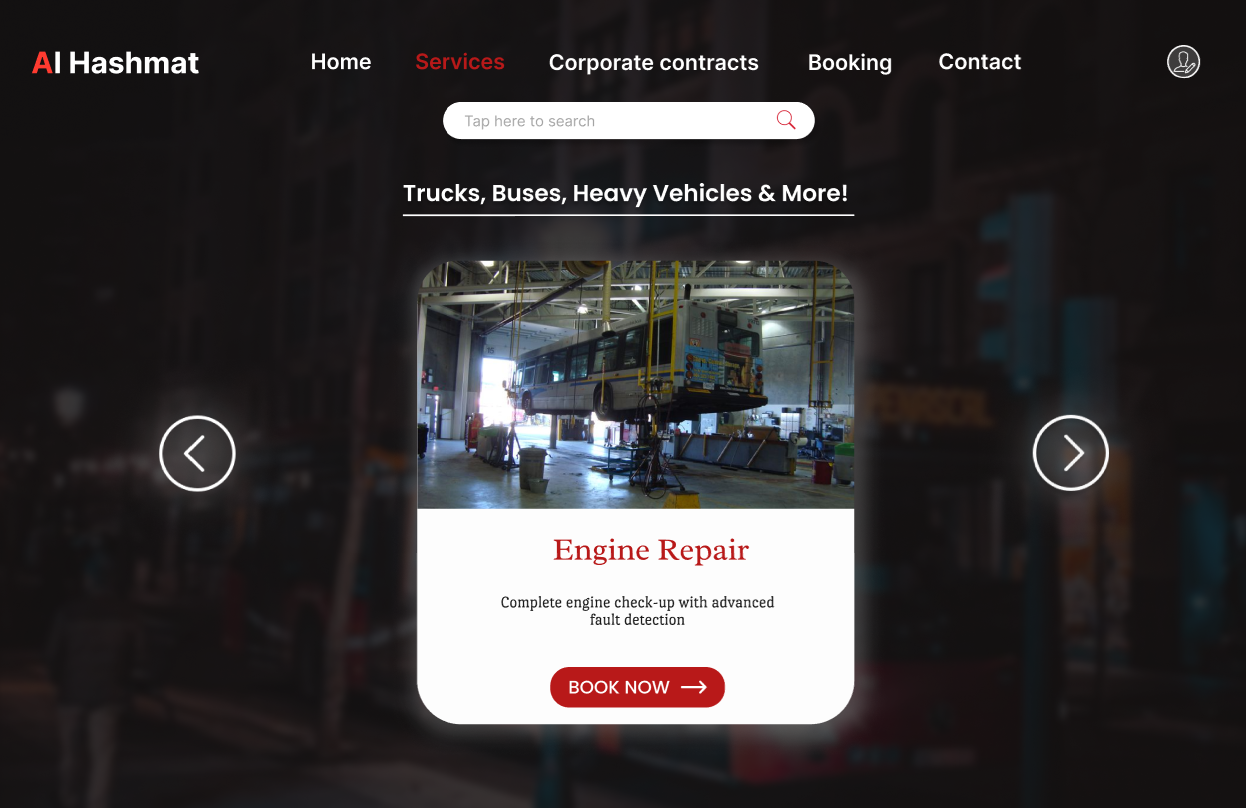 Al Hashmat
Home
Services
Corporate contracts
Booking
Contact
Tap here to search
Trucks, Buses, Heavy Vehicles & More!
Engine Repair
Complete engine check-up with advanced
fault detection
BOOK NOW